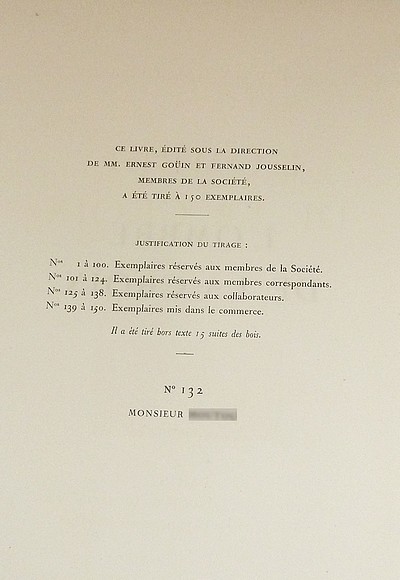 CE LIVRE, ÉDITÉ SOUS LA DIRECTION
DE MM. ERNEST GOÜIN ET FERNAND JOUSSELIN,
MEMBRES DE LA SOCIÉTÉ,
A ÉTÉ TIRÉ À 150 EXEMPLAIRES.
JUSTIFICATION DU TIRAGE :
Nos 1 à 100. Exemplaires réservés aux membres de la Société.
Nos 101 à 124. Exemplaires réservés aux membres correspondants.
Nos 125 à 138. Exemplaires réservés aux collaborateurs.
Nos 139 à 150. Exemplaires mis dans le commerce.
Il a été tiré hors texte 15 suites des bois.
No 132
MONSIEUR